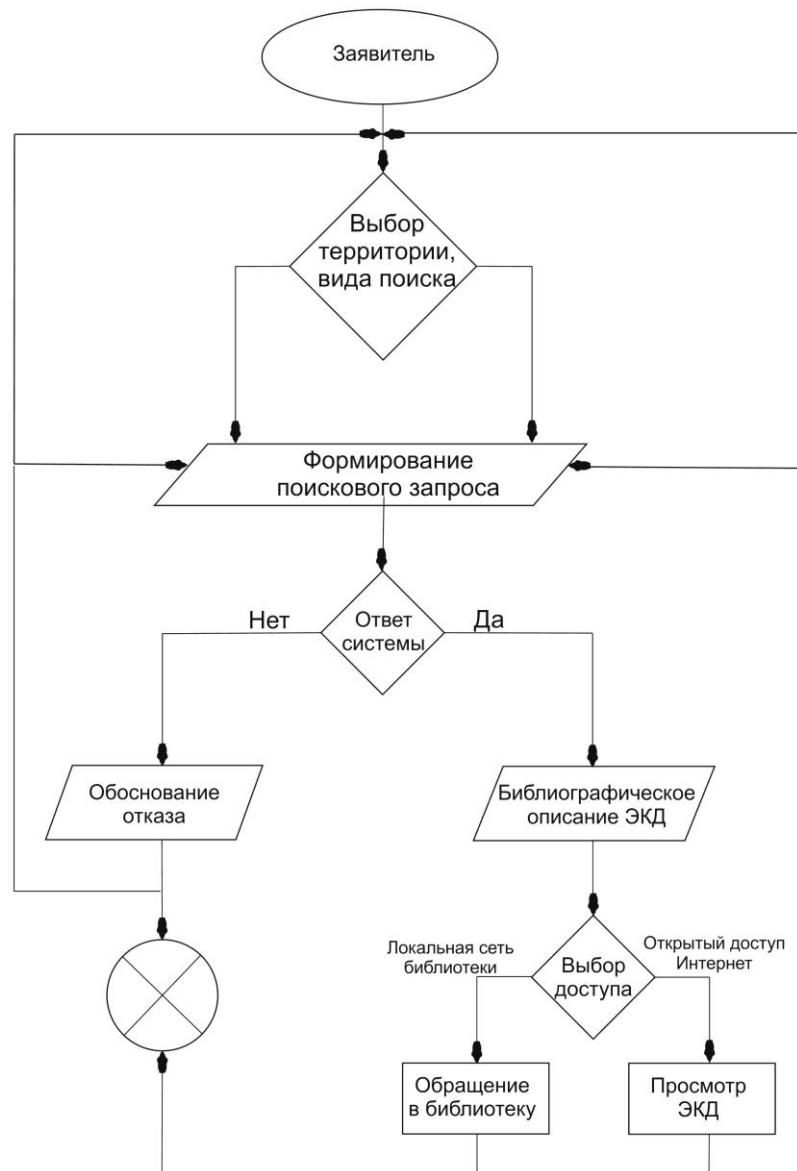 Заявитель
Выбор
территории,
вида поиска
Формирование
поискового запроса
Нет
Ответ
системы
Да
Обоснование
отказа
Библиографическое
описание ЭКД
Локальная сеть
библиотеки
Выбор
доступа
Открытый доступ
Интернет
Обращение
в библиотеку
Просмотр
ЭКД